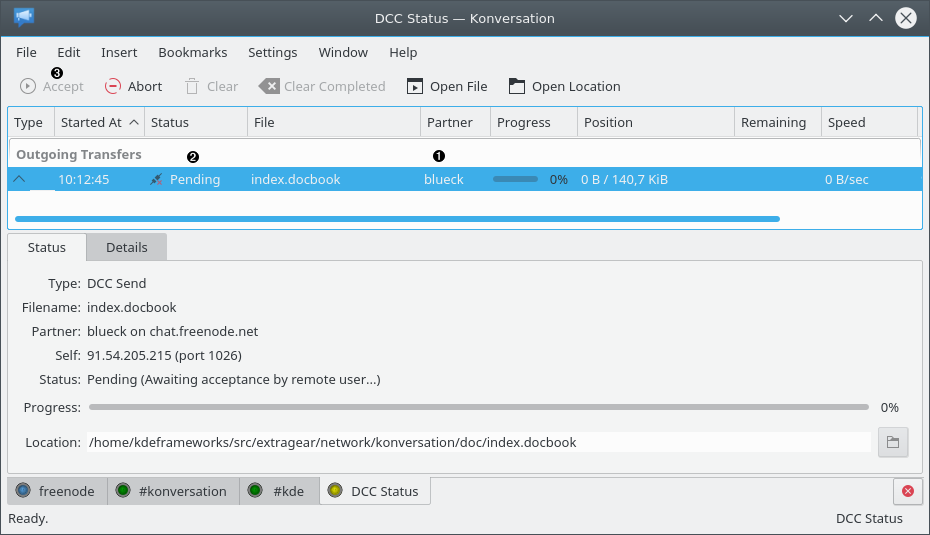 DCC Status — Konversation
File Edit Insert Bookmarks Settings Window Help
3
Accept Abort Clear Clear Completed Open File Open Location
Type Started At Status File Partner Progress Position Remaining Speed
Outgoing Transfers 2 1
10:12:45 Pending index.docbook blueck 0% 0 B / 140,7 KiB 0 B/sec
Status Details
Type: DCC Send
Filename: index.docbook
Partner: blueck on chat.freenode.net
Self: 91.54.205.215 (port 1026)
Status: Pending (Awaiting acceptance by remote user...)
Progress: 0%
Location: /home/kdeframeworks/src/extragear/network/konversation/doc/index.docbook
freenode #konversation #kde DCC Status
Ready. DCC Status